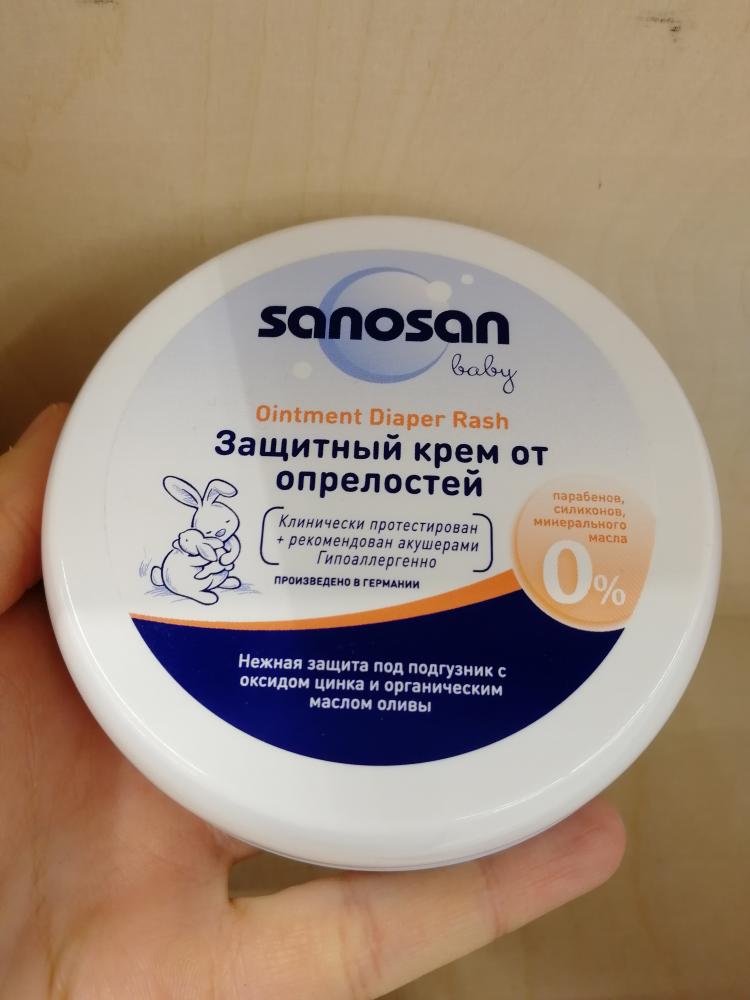 sanosan
baby
Ointment Diaper Rash
Защитный крем от
опрелостей
Клинически протестирован
+ рекомендован акушерами
Гипоаллергенно
ПРОИЗВЕДЕНО В ГЕРМАНИИ
парабенов,
силиконов,
минерального
масла
0%
Нежная защита под подгузник с
оксидом цинка и органическим
маслом оливы